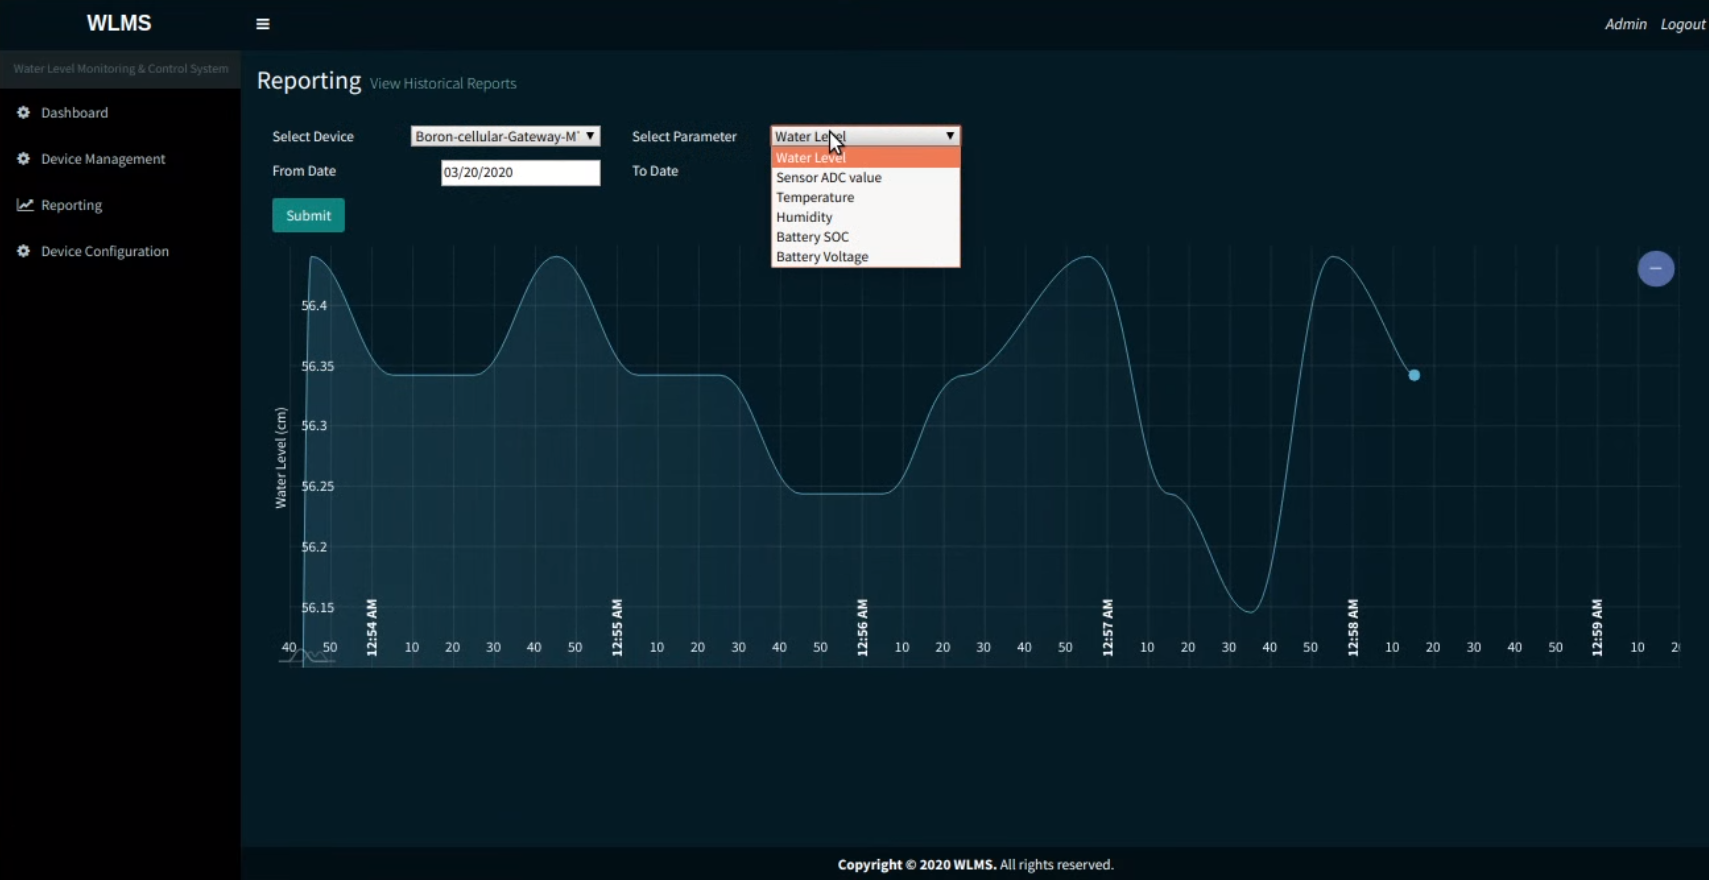 WLMS
Admin Logout
Water Level Monitoring & Control System
Dashboard
Device Management
Reporting
Device Configuration
Reporting View Historical Reports
Select Device Boron-cellular-Gateway-M Select Parameter Water Level
From Date 03/20/2020 To Date
Water Level
Sensor ADC value
Temperature
Humidity
Battery SOC
Battery Voltage
Submit
56.4
56.35
56.3
56.25
56.2
56.15
Water Level (cm)
40 50 12:54 AM 10 20 30 40 50 12:55 AM 10 20 30 40 50 12:56 AM 10 20 30 40 50 12:57 AM 10 20 30 40 50 12:58 AM 10 20 30 40 50 12:59 AM 10
Copyright © 2020 WLMS. All rights reserved.